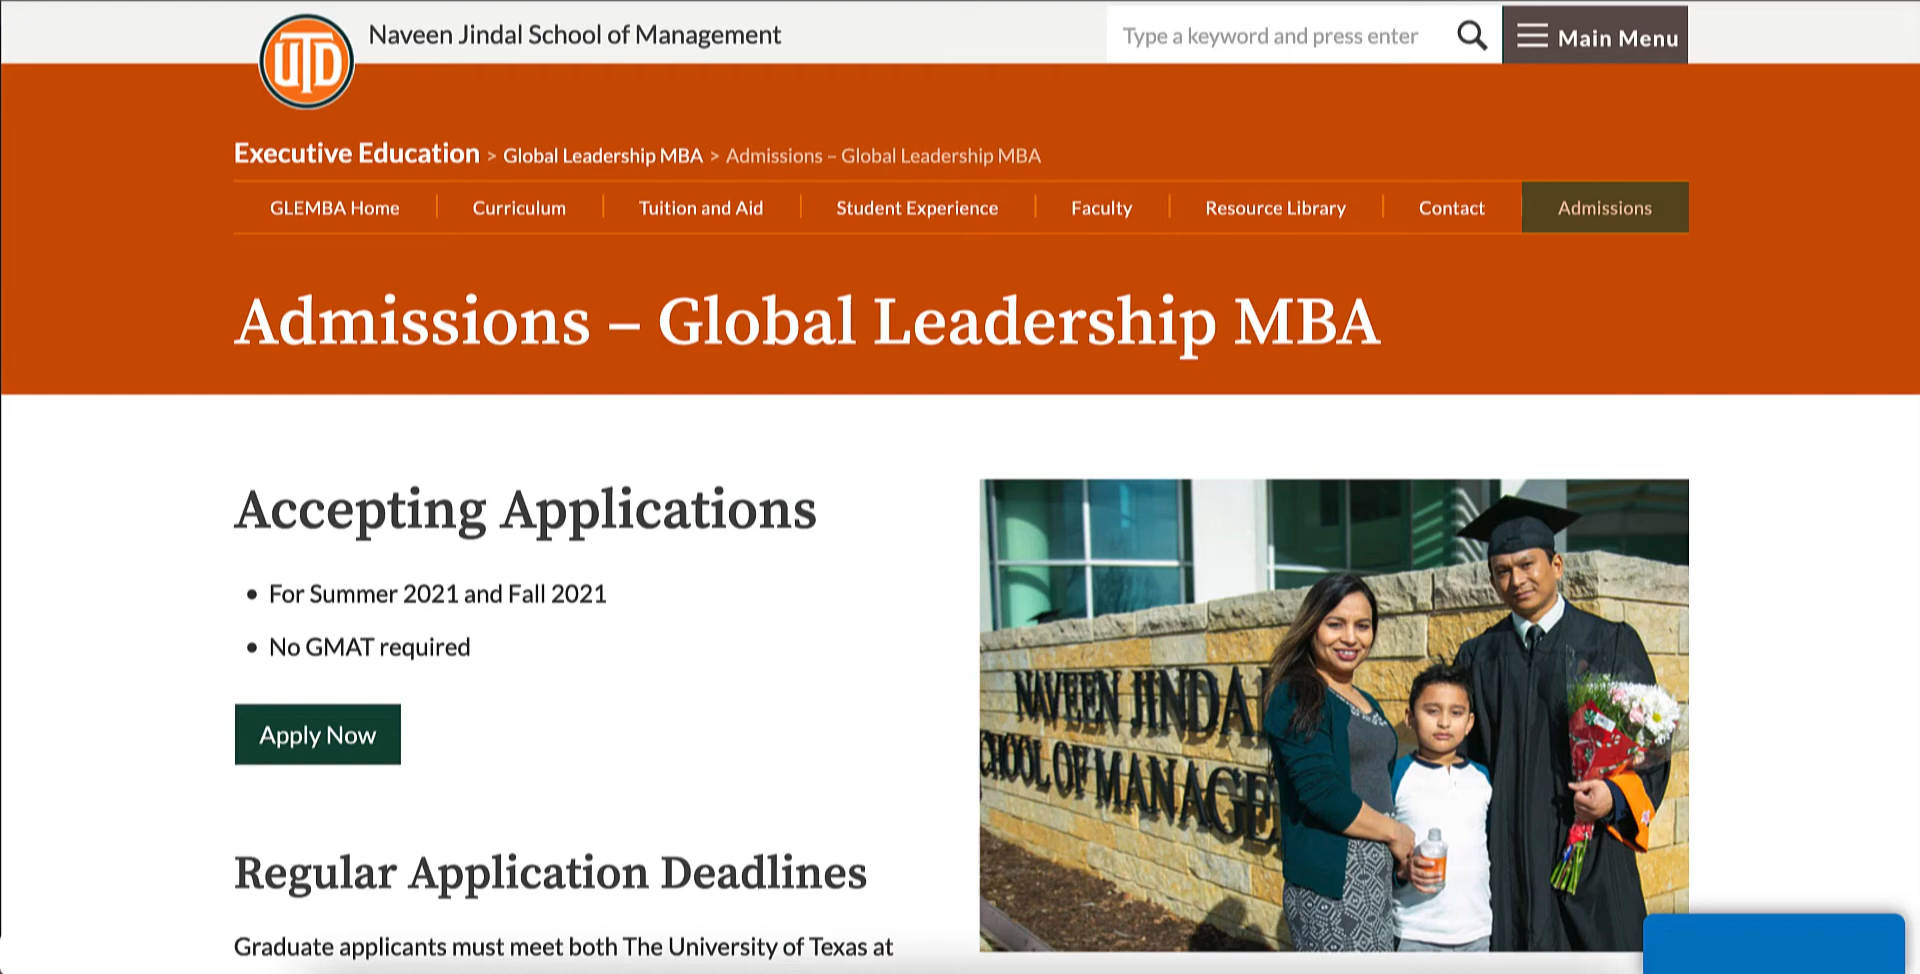 UTD
Naveen Jindal School of Management
Type a keyword and press enter
Main Menu
Executive Education > Global Leadership MBA > Admissions – Global Leadership MBA
GLEMBA Home
Curriculum
Tuition and Aid
Student Experience
Faculty
Resource Library
Contact
Admissions
Admissions – Global Leadership MBA
Accepting Applications
• For Summer 2021 and Fall 2021
• No GMAT required
Apply Now
NAVEEN JINDA
CHOOL OF MANAGE
Regular Application Deadlines
Graduate applicants must meet both The University of Texas at